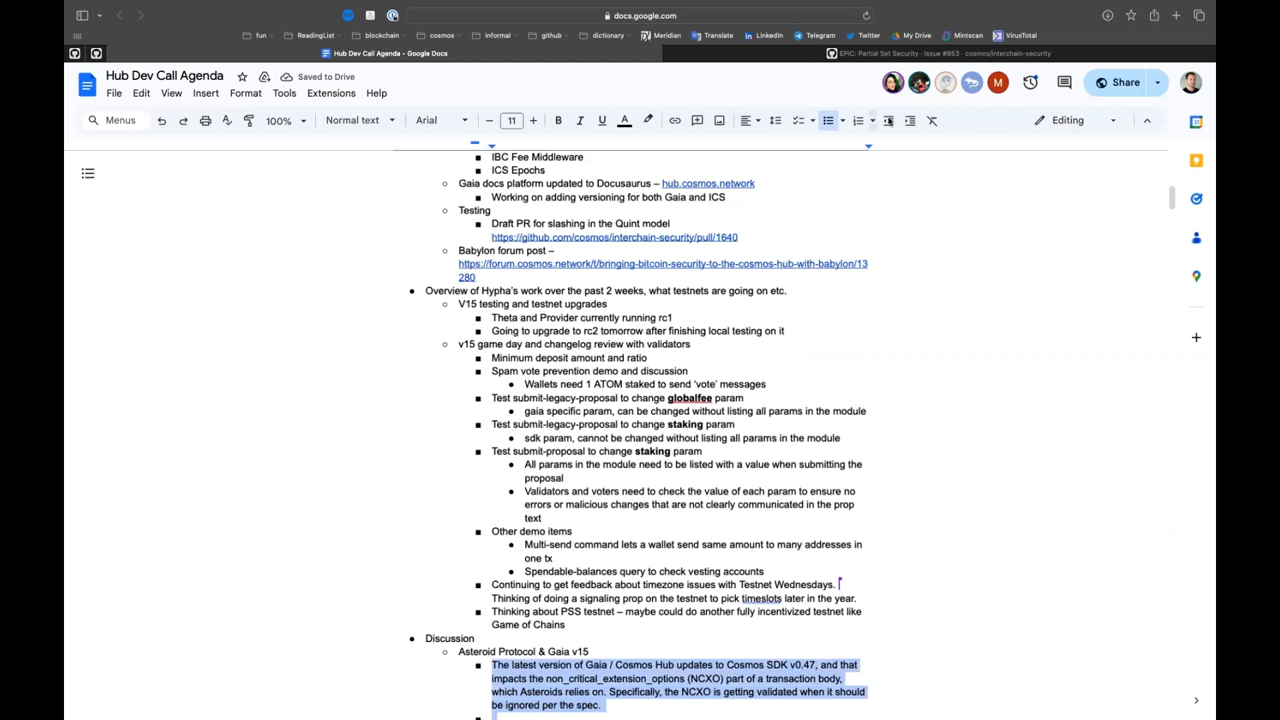 docs.google.com
fun
ReadingList
blockchain
cosmos
informal
github
dictionary
Meridian
Translate
LinkedIn
Telegram
Twitter
My Drive
Mintscan
VirusTotal
Hub Dev Call Agenda - Google Docs
EPIC: Partial Set Security · Issue #853 · cosmos/interchain-security
Hub Dev Call Agenda
Saved to Drive
File Edit View Insert Format Tools Extensions Help
M
Share
Menus
100%
Normal text
Arial
11
Editing
IBC Fee Middleware
ICS Epochs
Gaia docs platform updated to Docusaurus – hub.cosmos.network
Working on adding versioning for both Gaia and ICS
Testing
Draft PR for slashing in the Quint model
https://github.com/cosmos/interchain-security/pull/1640
Babylon forum post –
https://forum.cosmos.network/t/bringing-bitcoin-security-to-the-cosmos-hub-with-babylon/13
280
Overview of Hypha's work over the past 2 weeks, what testnets are going on etc.
V15 testing and testnet upgrades
Theta and Provider currently running rc1
Going to upgrade to rc2 tomorrow after finishing local testing on it
v15 game day and changelog review with validators
Minimum deposit amount and ratio
Spam vote prevention demo and discussion
Wallets need 1 ATOM staked to send 'vote' messages
Test submit-legacy-proposal to change globalfee param
gaia specific param, can be changed without listing all params in the module
Test submit-legacy-proposal to change staking param
sdk param, cannot be changed without listing all params in the module
Test submit-proposal to change staking param
All params in the module need to be listed with a value when submitting the
proposal
Validators and voters need to check the value of each param to ensure no
errors or malicious changes that are not clearly communicated in the prop
text
Other demo items
Multi-send command lets a wallet send same amount to many addresses in
one tx
Spendable-balances query to check vesting accounts
Continuing to get feedback about timezone issues with Testnet Wednesdays.
Thinking of doing a signaling prop on the testnet to pick timeslots later in the year.
Thinking about PSS testnet – maybe could do another fully incentivized testnet like
Game of Chains
Discussion
Asteroid Protocol & Gaia v15
The latest version of Gaia / Cosmos Hub updates to Cosmos SDK v0.47, and that
impacts the non_critical_extension_options (NCXO) part of a transaction body,
which Asteroids relies on. Specifically, the NCXO is getting validated when it should
be ignored per the spec.